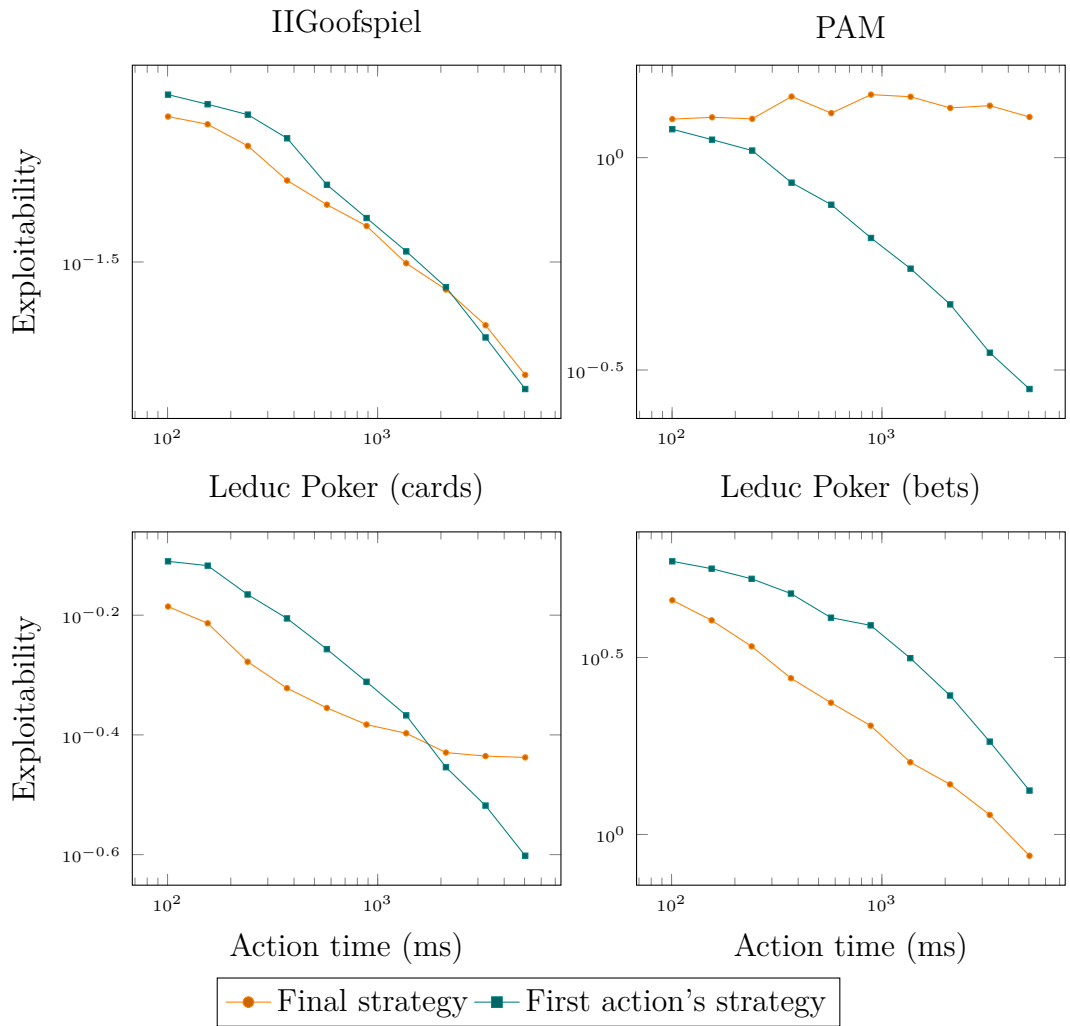 IIGoofspiel
PAM
Exploitability
10^-1.5
10^2
10^3
10^0
10^-0.5
10^2
10^3
Leduc Poker (cards)
Leduc Poker (bets)
Exploitability
10^-0.2
10^-0.4
10^-0.6
10^2
10^3
10^0.5
10^0
10^2
10^3
Action time (ms)
Action time (ms)
Final strategy
First action's strategy